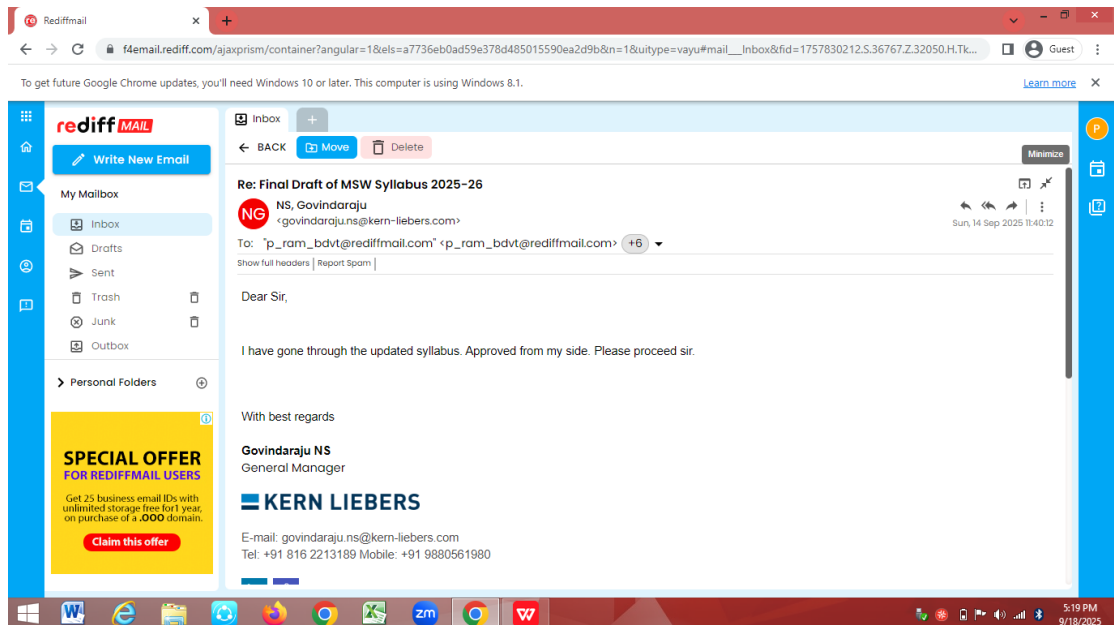 Rediffmail
f4email.rediff.com/ajaxprism/container?angular=1&els=a7736eb0ad59e378d485015590ea2d9b&n=1&uitype=vayu#mail__Inbox&fid=1757830212.S.36767.Z.32050.H.Tk...
Guest
To get future Google Chrome updates, you'll need Windows 10 or later. This computer is using Windows 8.1.
Learn more
rediff MAIL
Write New Email
My Mailbox
Inbox
Drafts
Sent
Trash
Junk
Outbox
Personal Folders
SPECIAL OFFER
FOR REDIFFMAIL USERS
Get 25 business email IDs with
unlimited storage free for1 year,
on purchase of a .OOO domain.
Claim this offer
Inbox
BACK
Move
Delete
Minimize
P
Re: Final Draft of MSW Syllabus 2025-26
NG
NS, Govindaraju
<govindaraju.ns@kern-liebers.com>
Sun, 14 Sep 2025 11:40:12
To: "p_ram_bdvt@rediffmail.com" <p_ram_bdvt@rediffmail.com> +6
Show full headers | Report Spam |
Dear Sir,
I have gone through the updated syllabus. Approved from my side. Please proceed sir.
With best regards
Govindaraju NS
General Manager
KERN LIEBERS
E-mail: govindaraju.ns@kern-liebers.com
Tel: +91 816 2213189 Mobile: +91 9880561980
zm
5:19 PM
9/18/2025